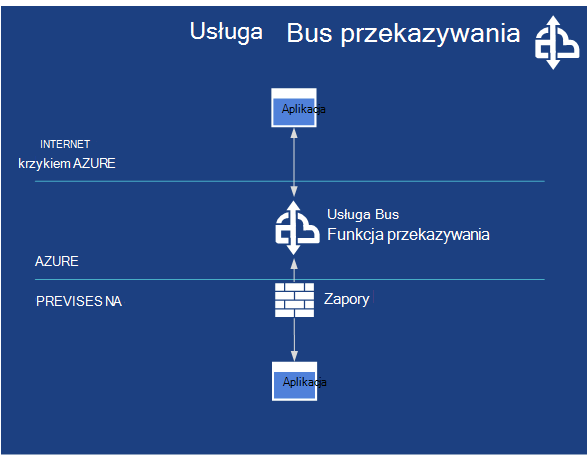 Usługa Bus przekazywania
Aplikacja
INTERNET
krzykiem AZURE
Usługa Bus
Funkcja przekazywania
AZURE
PREVISES NA
Zapory
Aplikacja